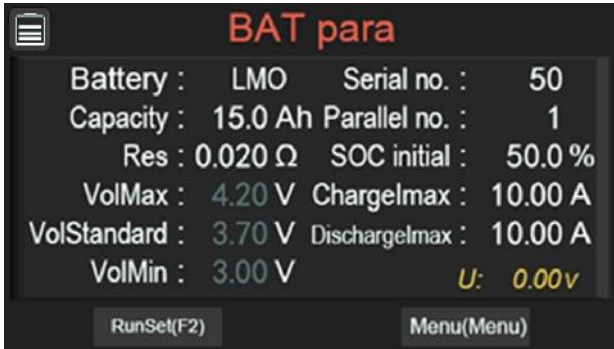 BAT para
Battery : LMO Serial no. : 50
Capacity : 15.0 Ah Parallel no. : 1
Res : 0.020 Ω SOC initial : 50.0 %
VolMax : 4.20 V ChargeImax : 10.00 A
VolStandard : 3.70 V DischargeImax : 10.00 A
VolMin : 3.00 V U: 0.00v
RunSet(F2) Menu(Menu)